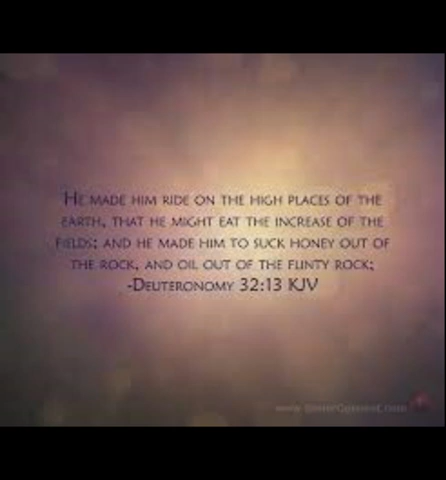 He made him ride on the high places of the
earth, that he might eat the increase of the
fields; and he made him to suck honey out of
the rock, and oil out of the flinty rock;
-Deuteronomy 32:13 KJV